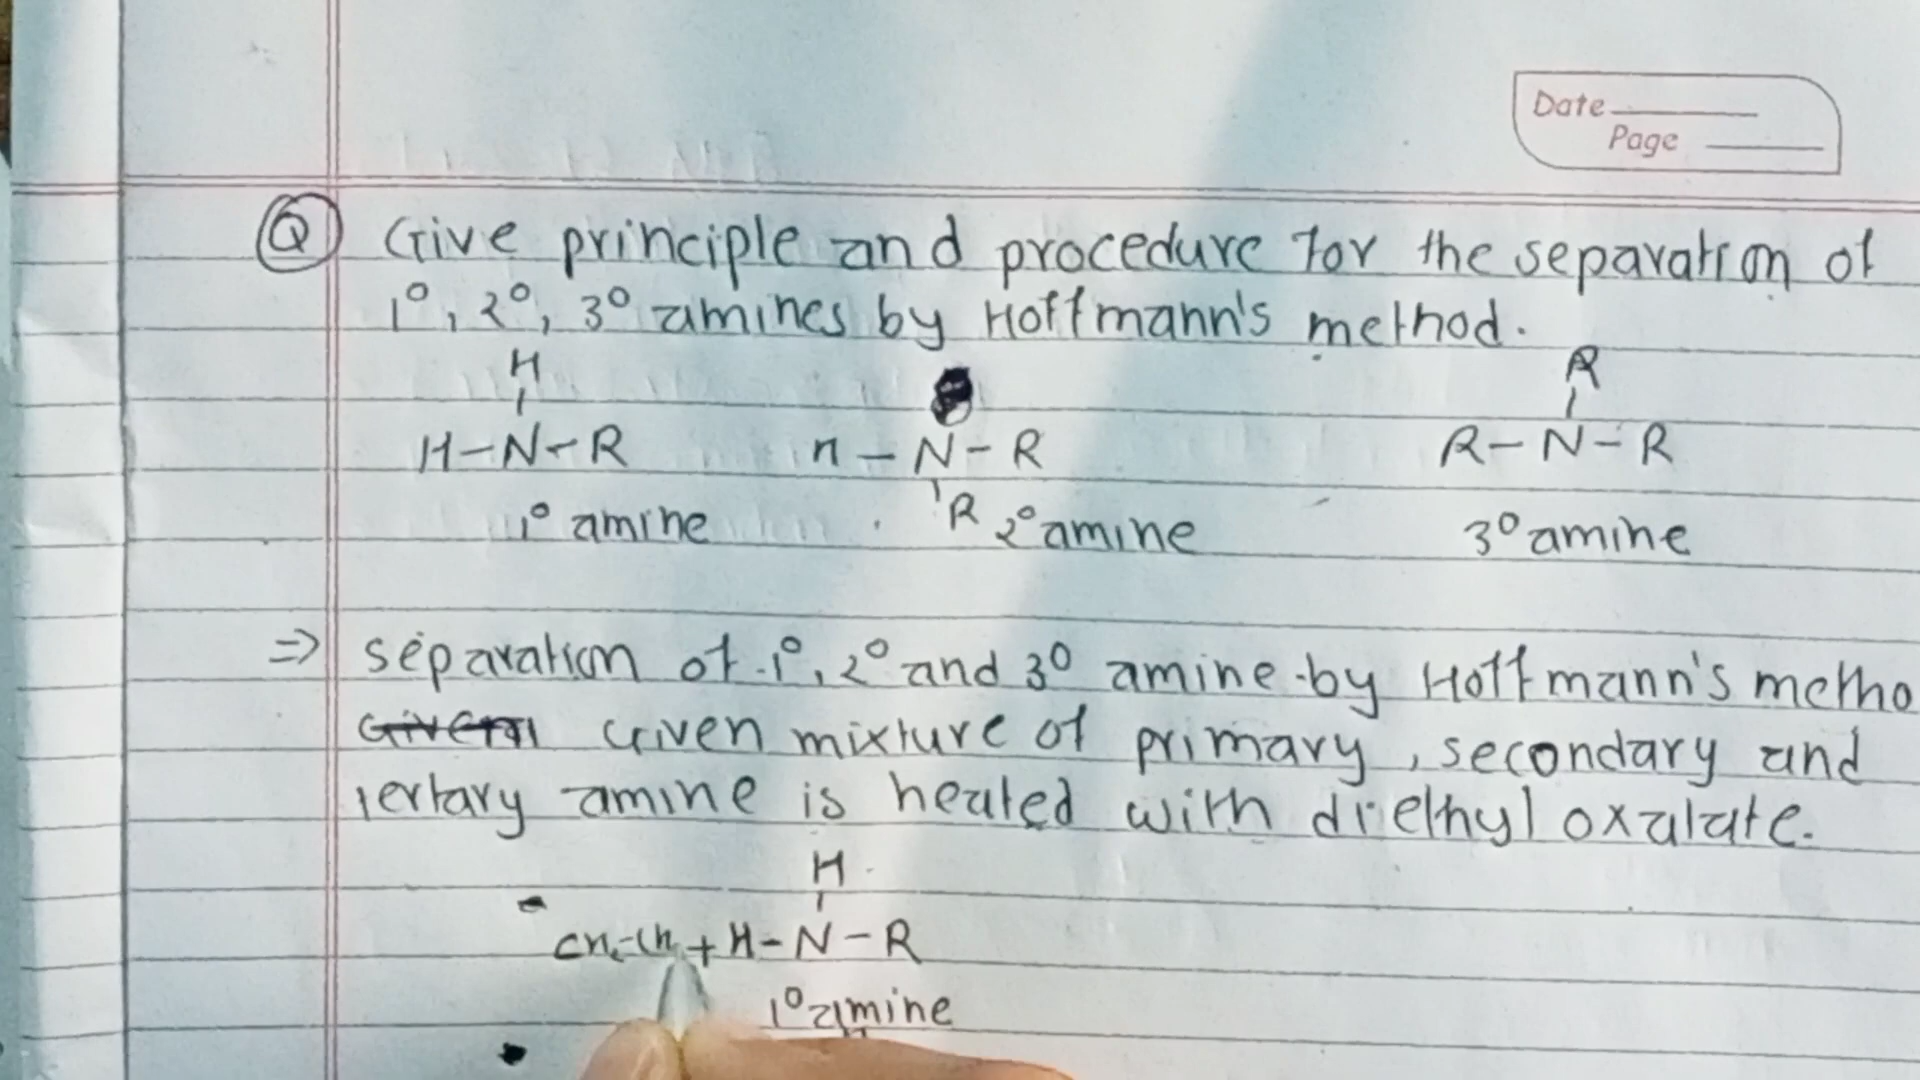 Date
Page
Q Give principle and procedure for the separation of
1°, 2°, 3° amines by Hoffmann's method.
H R
H-N-R H-N-R R-N-R
R
1° amine 2° amine 3° amine
⇒ separation of 1°, 2° and 3° amine by Hoffmann's metho
Given mixture of primary, secondary and
tertary amine is heated with diethyl oxalate.
H
+ H-N-R
1° amine